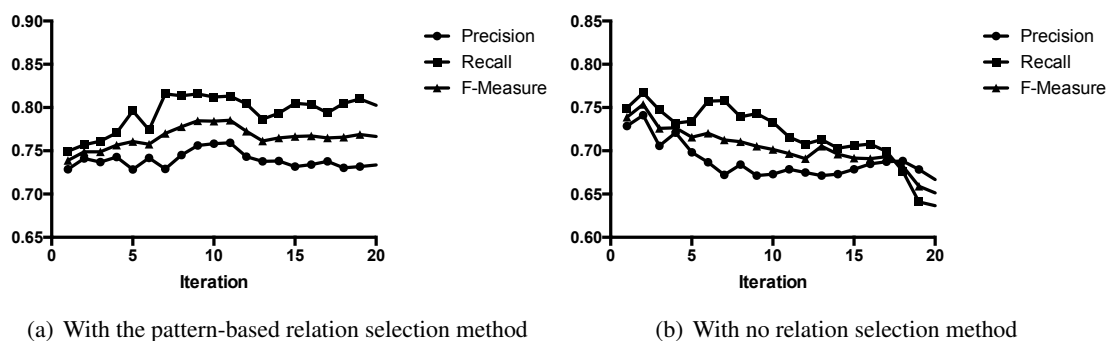 0.90
0.85
0.80
0.75
0.70
0.65
0 5 10 15 20
Iteration
Precision
Recall
F-Measure
(a) With the pattern-based relation selection method
0.85
0.80
0.75
0.70
0.65
0.60
0 5 10 15 20
Iteration
Precision
Recall
F-Measure
(b) With no relation selection method